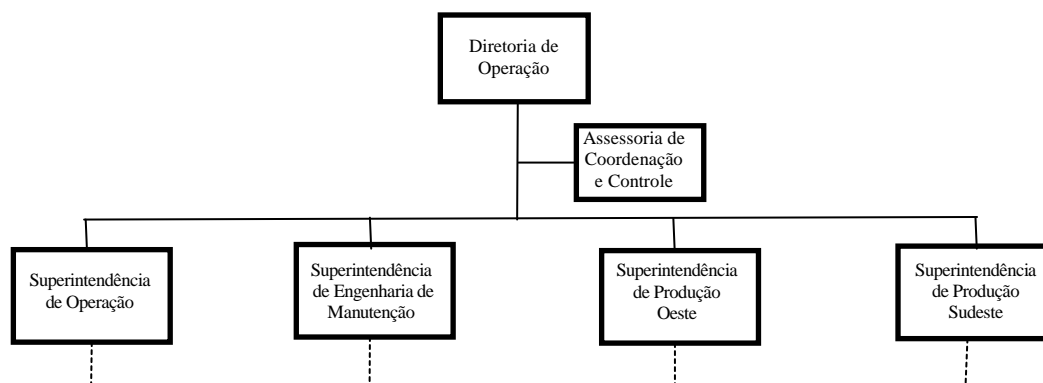 Diretoria de
Operação
Assessoria de
Coordenação
e Controle
Superintendência
de Operação
Superintendência
de Engenharia de
Manutenção
Superintendência
de Produção
Oeste
Superintendência
de Produção
Sudeste